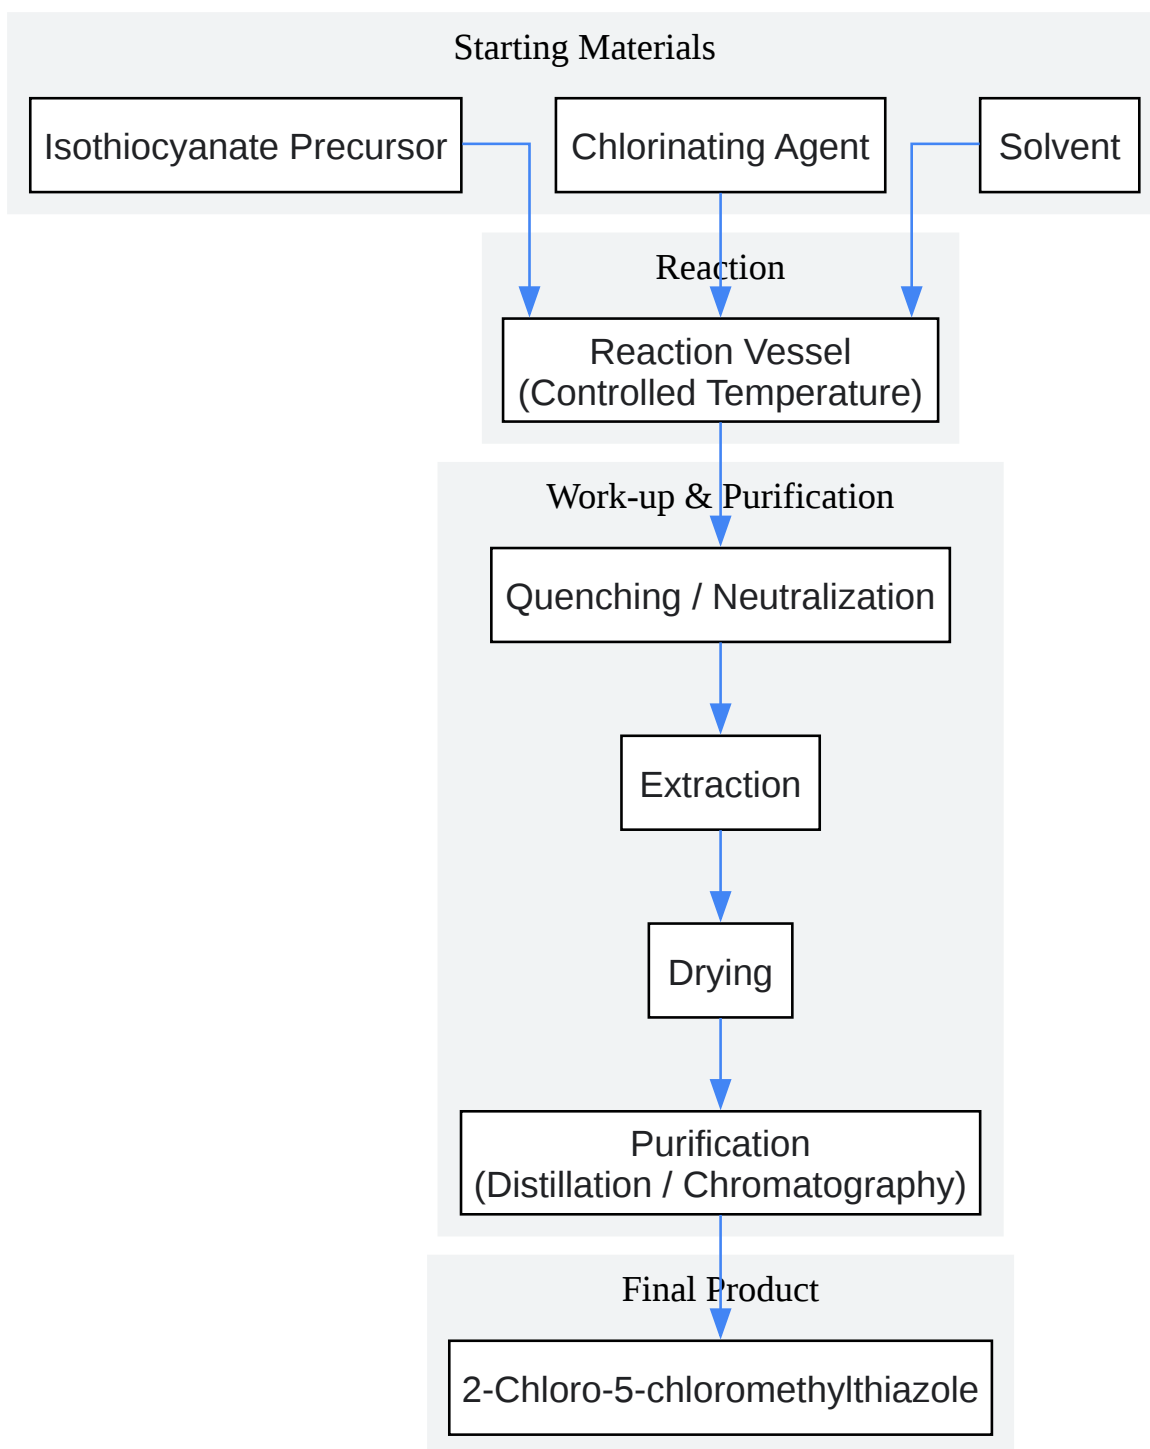 Starting Materials
Isothiocyanate Precursor
Chlorinating Agent
Solvent
Reaction
Reaction Vessel
(Controlled Temperature)
Work-up & Purification
Quenching / Neutralization
Extraction
Drying
Purification
(Distillation / Chromatography)
Final Product
2-Chloro-5-chloromethylthiazole